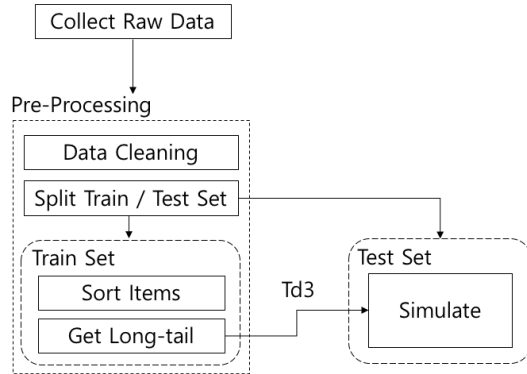 Collect Raw Data
Pre-Processing
Data Cleaning
Split Train / Test Set
Train Set
Sort Items
Get Long-tail
Td3
Test Set
Simulate